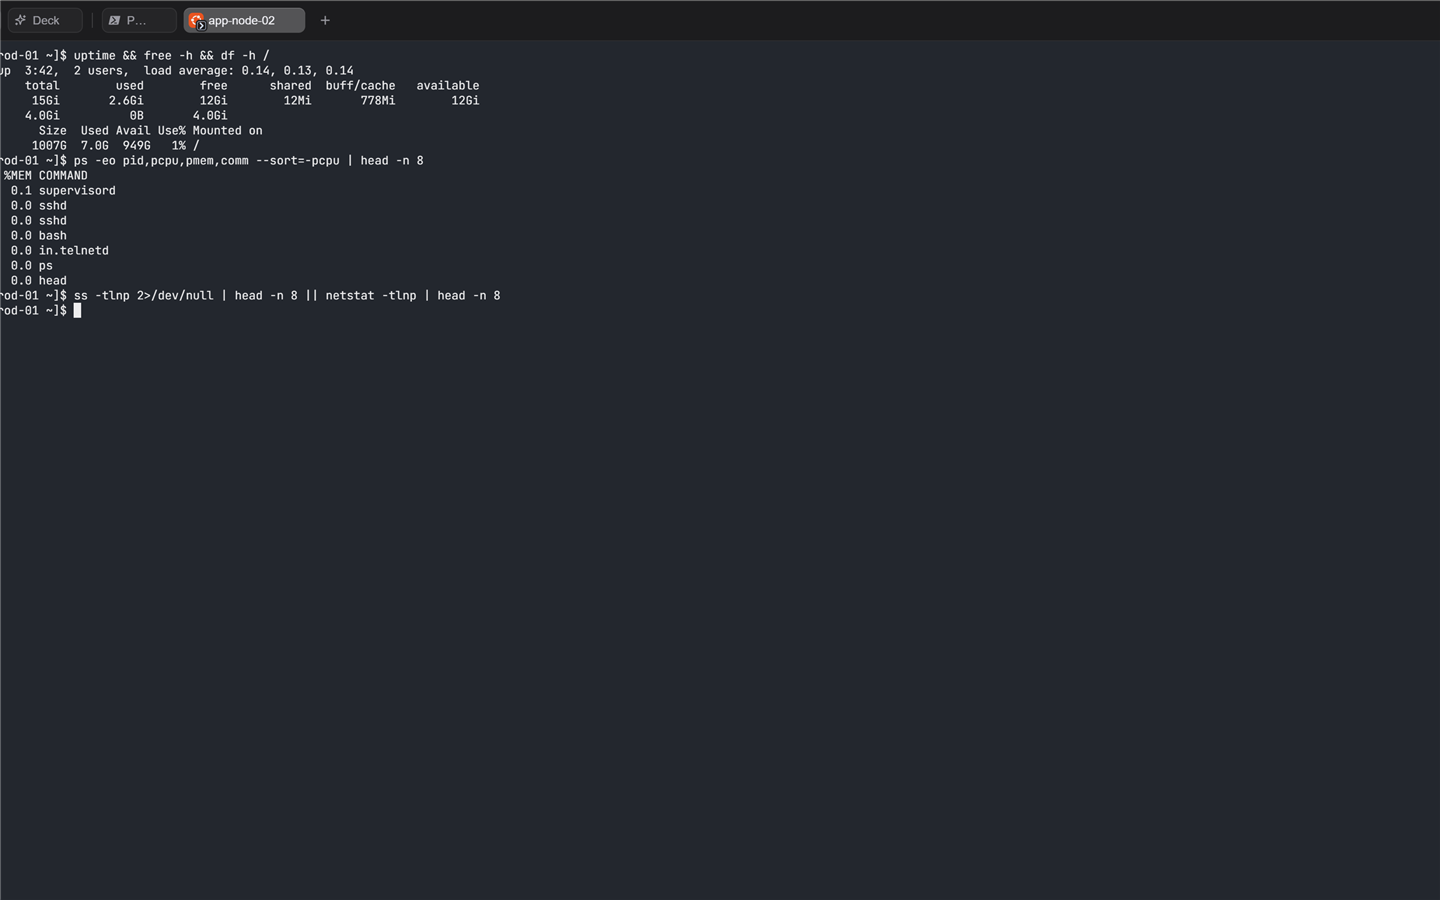 Deck
P...
app-node-02
rod-01 ~]$ uptime && free -h && df -h /
up  3:42,  2 users,  load average: 0.14, 0.13, 0.14
total        used        free      shared  buff/cache   available
15Gi       2.6Gi        12Gi        12Mi       778Mi        12Gi
4.0Gi          0B       4.0Gi
Size  Used Avail Use% Mounted on
1007G  7.0G  949G   1% /
rod-01 ~]$ ps -eo pid,pcpu,pmem,comm --sort=-pcpu | head -n 8
%MEM COMMAND
0.1 supervisord
0.0 sshd
0.0 sshd
0.0 bash
0.0 in.telnetd
0.0 ps
0.0 head
rod-01 ~]$ ss -tlnp 2>/dev/null | head -n 8 || netstat -tlnp | head -n 8
rod-01 ~]$